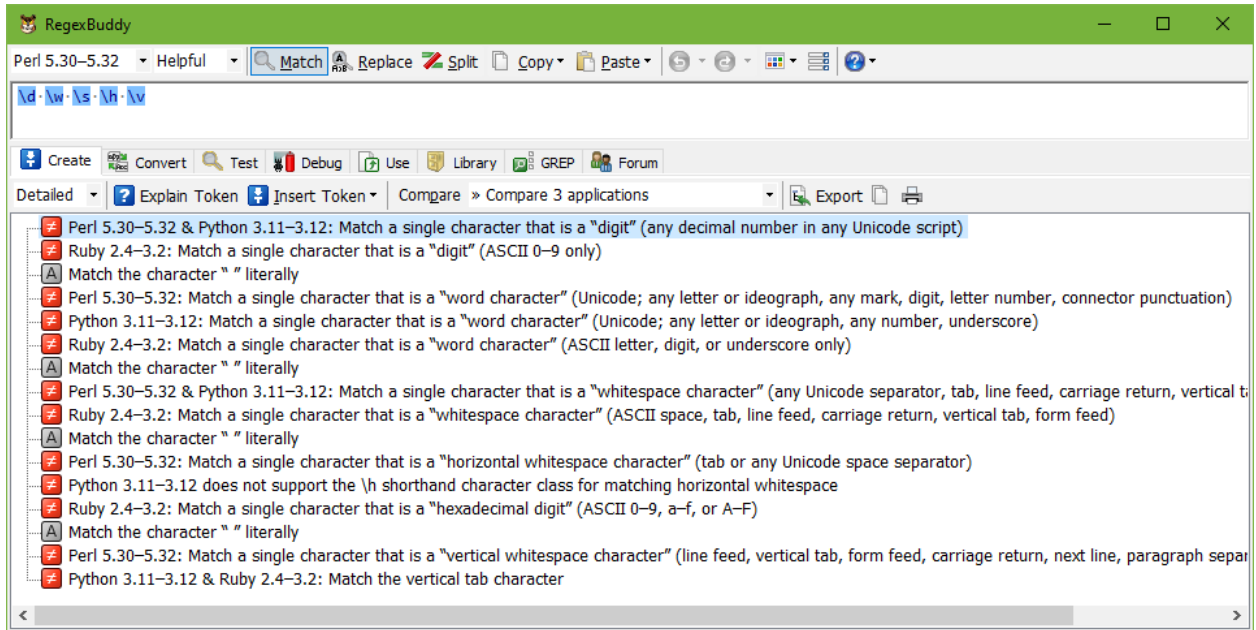 RegexBuddy
Perl 5.30–5.32 Helpful Match Replace Split Copy Paste
\d·\w·\s·\h·\v
Create Convert Test Debug Use Library GREP Forum
Detailed Explain Token Insert Token Compare » Compare 3 applications Export
Perl 5.30–5.32 & Python 3.11–3.12: Match a single character that is a “digit” (any decimal number in any Unicode script)
Ruby 2.4–3.2: Match a single character that is a “digit” (ASCII 0–9 only)
A Match the character “ ” literally
Perl 5.30–5.32: Match a single character that is a “word character” (Unicode; any letter or ideograph, any mark, digit, letter number, connector punctuation)
Python 3.11–3.12: Match a single character that is a “word character” (Unicode; any letter or ideograph, any number, underscore)
Ruby 2.4–3.2: Match a single character that is a “word character” (ASCII letter, digit, or underscore only)
A Match the character “ ” literally
Perl 5.30–5.32 & Python 3.11–3.12: Match a single character that is a “whitespace character” (any Unicode separator, tab, line feed, carriage return, vertical
Ruby 2.4–3.2: Match a single character that is a “whitespace character” (ASCII space, tab, line feed, carriage return, vertical tab, form feed)
A Match the character “ ” literally
Perl 5.30–5.32: Match a single character that is a “horizontal whitespace character” (tab or any Unicode space separator)
Python 3.11–3.12 does not support the \h shorthand character class for matching horizontal whitespace
Ruby 2.4–3.2: Match a single character that is a “hexadecimal digit” (ASCII 0–9, a–f, or A–F)
A Match the character “ ” literally
Perl 5.30–5.32: Match a single character that is a “vertical whitespace character” (line feed, vertical tab, form feed, carriage return, next line, paragraph separ
Python 3.11–3.12 & Ruby 2.4–3.2: Match the vertical tab character